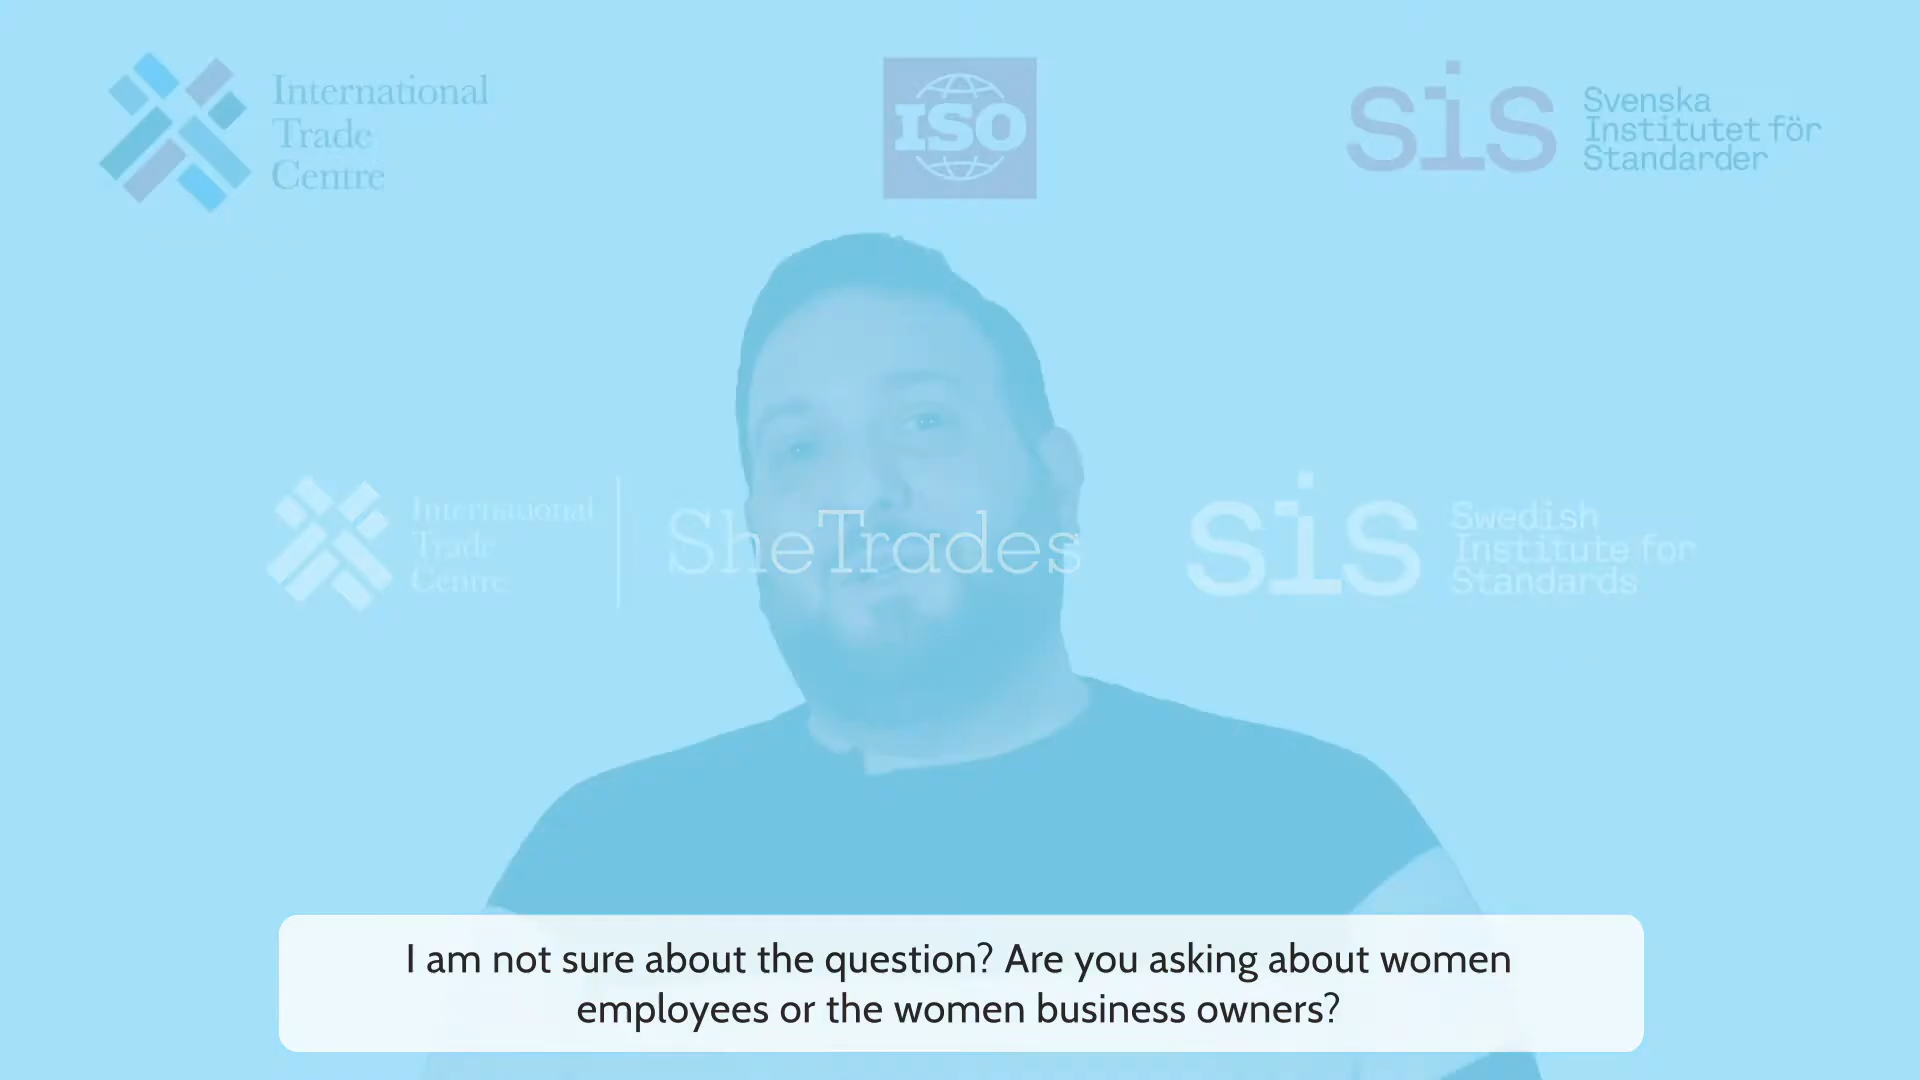 International
Trade
Centre
ISO
sis
Svenska
Institutet för
Standarder
International
Trade
Centre
SheTrades
sis
Swedish
Institute for
Standards
I am not sure about the question? Are you asking about women
employees or the women business owners?